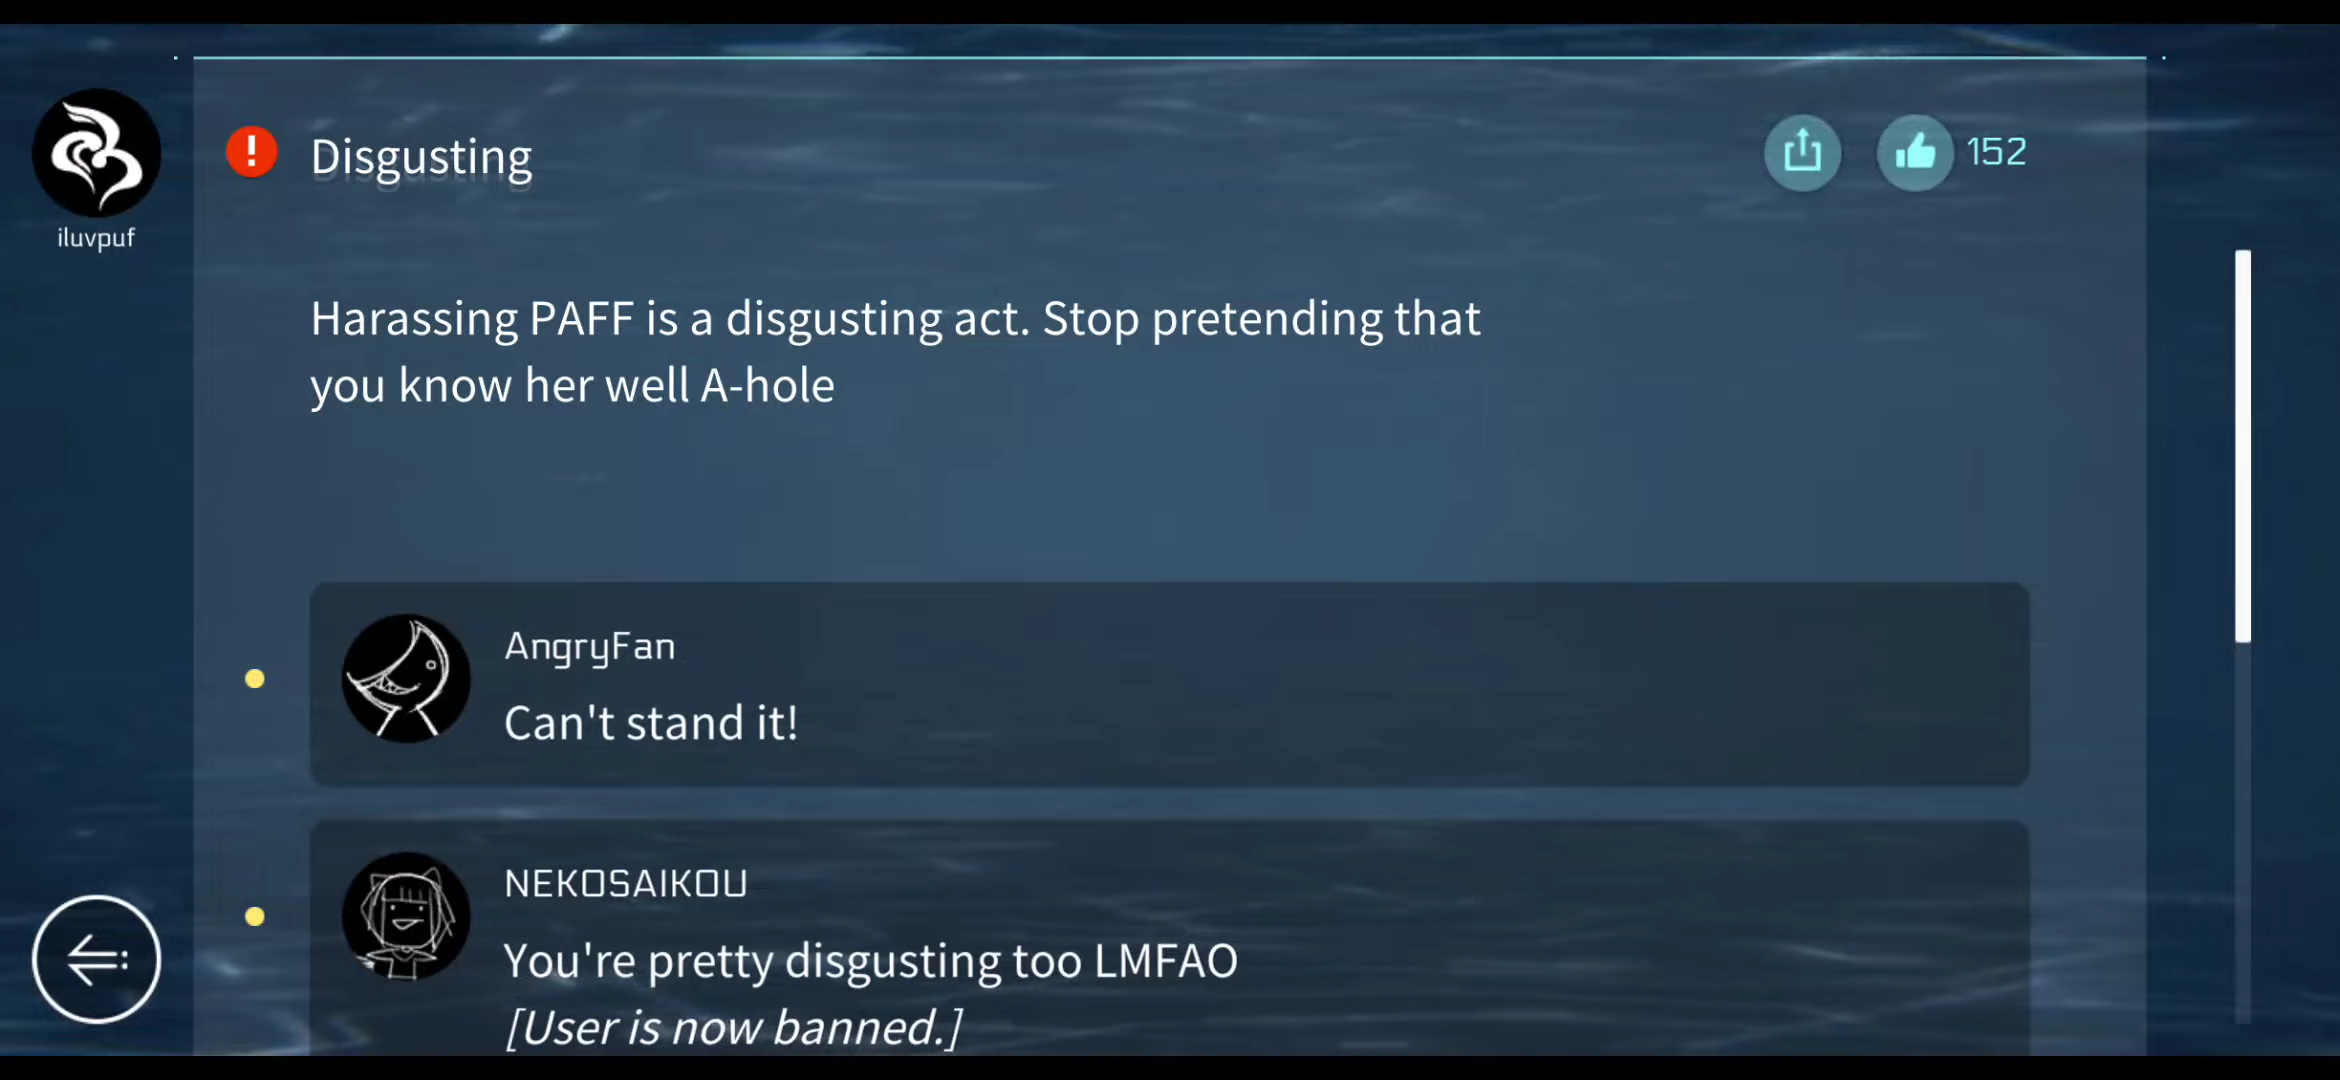 Disgusting
152
iluvpuf
Harassing PAFF is a disgusting act. Stop pretending that
you know her well A-hole
AngryFan
Can't stand it!
NEKOSAIKOU
You're pretty disgusting too LMFAO
[User is now banned.]